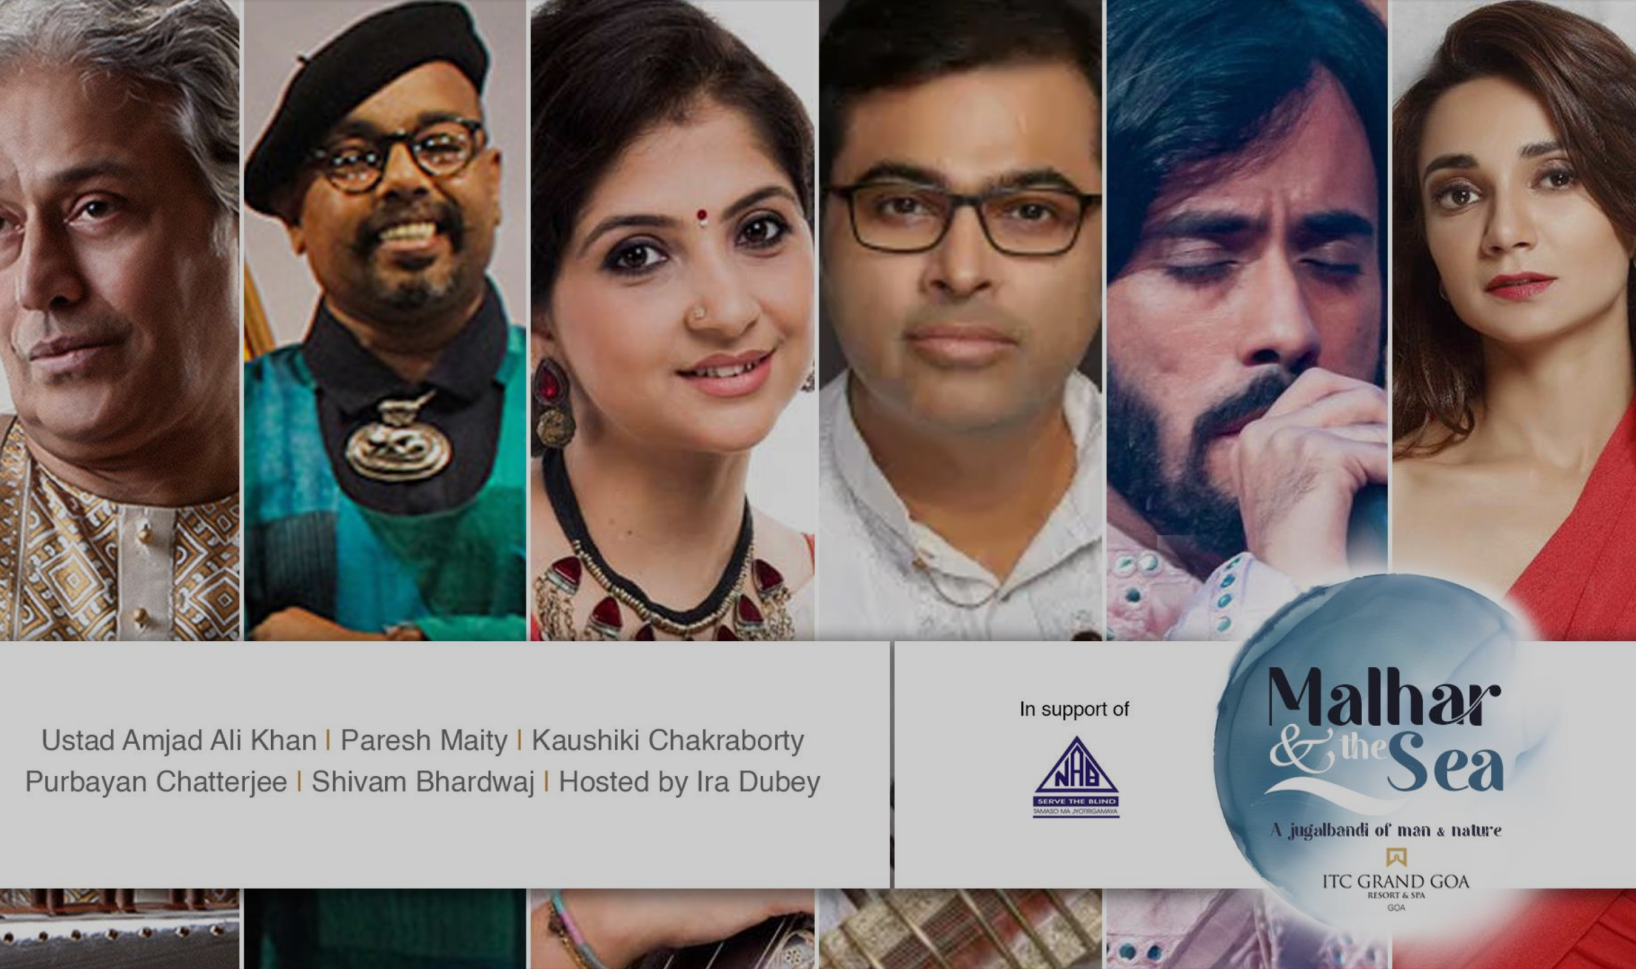 Ustad Amjad Ali Khan | Paresh Maity | Kaushiki Chakraborty
Purbayan Chatterjee | Shivam Bhardwaj | Hosted by Ira Dubey
In support of
NAB
SERVE THE BLIND
TAMASO MA JYOTIRGAMAYA
Malhar
& the Sea
A jugalbandi of man & nature
ITC GRAND GOA
RESORT & SPA
GOA